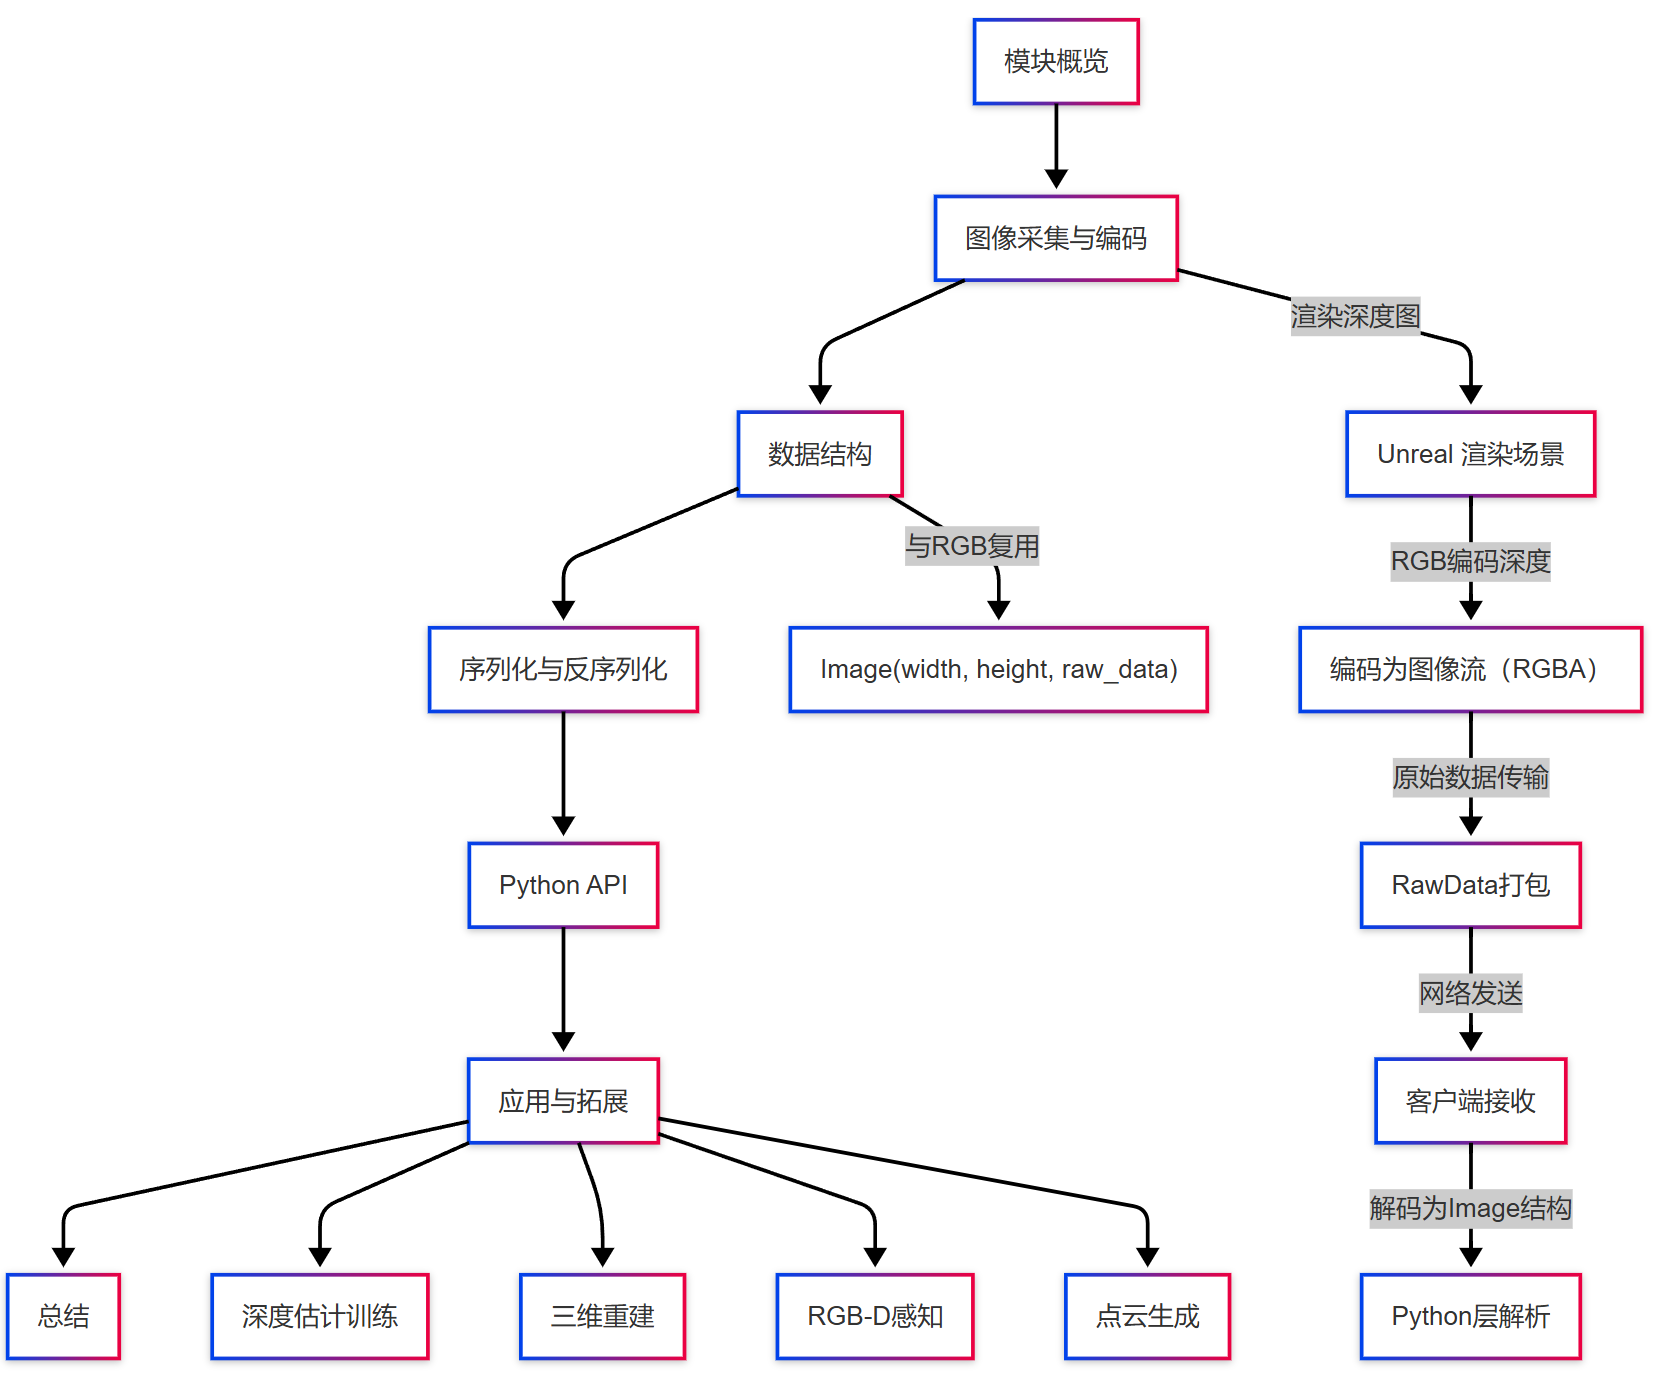 模块概览
图像采集与编码
渲染深度图
数据结构
Unreal 渲染场景
与RGB复用
RGB编码深度
序列化与反序列化
Image(width, height, raw_data)
编码为图像流（RGBA）
原始数据传输
Python API
RawData打包
网络发送
应用与拓展
客户端接收
解码为Image结构
总结
深度估计训练
三维重建
RGB-D感知
点云生成
Python层解析